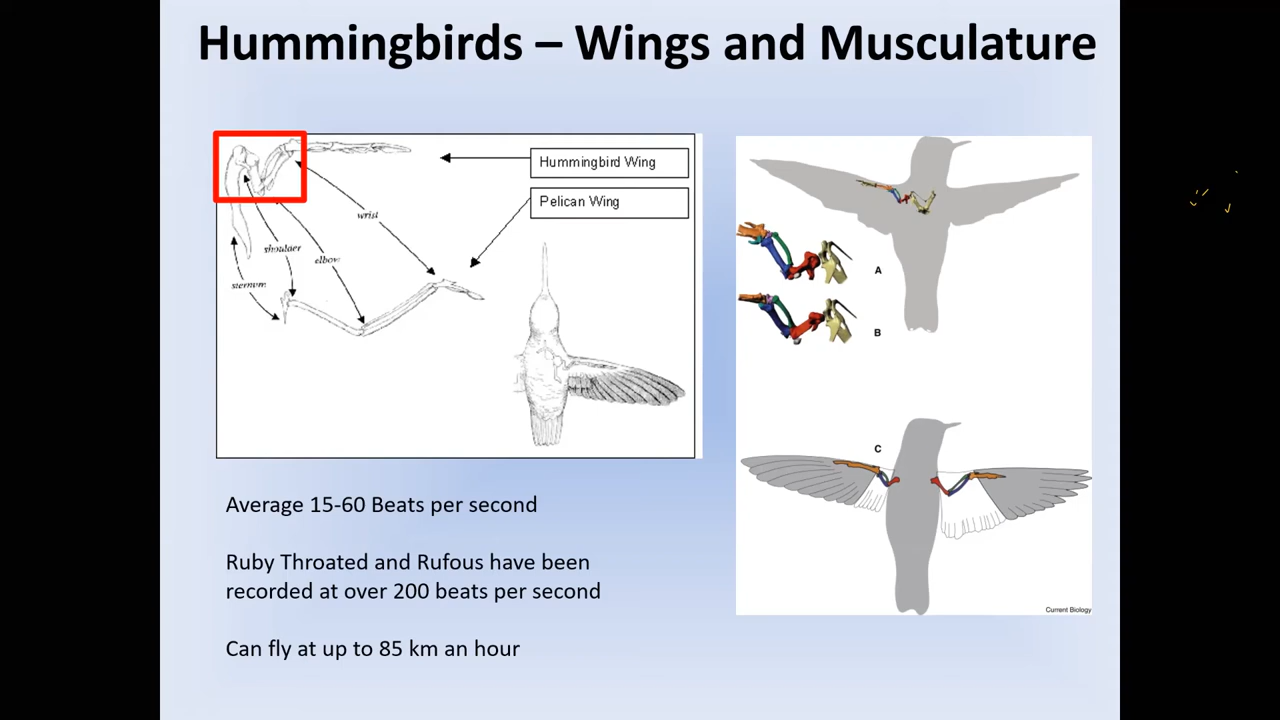 Hummingbirds – Wings and Musculature
Hummingbird Wing
Pelican Wing
wrist
shoulder
elbow
sternum
A
B
C
Current Biology
Average 15-60 Beats per second
Ruby Throated and Rufous have been
recorded at over 200 beats per second
Can fly at up to 85 km an hour